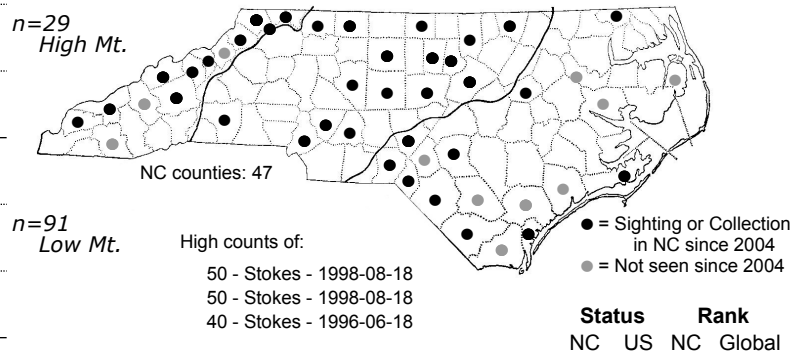 n=29
High Mt.
NC counties: 47
n=91
Low Mt.
High counts of:
50 - Stokes - 1998-08-18
50 - Stokes - 1998-08-18
40 - Stokes - 1996-06-18
= Sighting or Collection
in NC since 2004
= Not seen since 2004
Status Rank
NC US NC Global